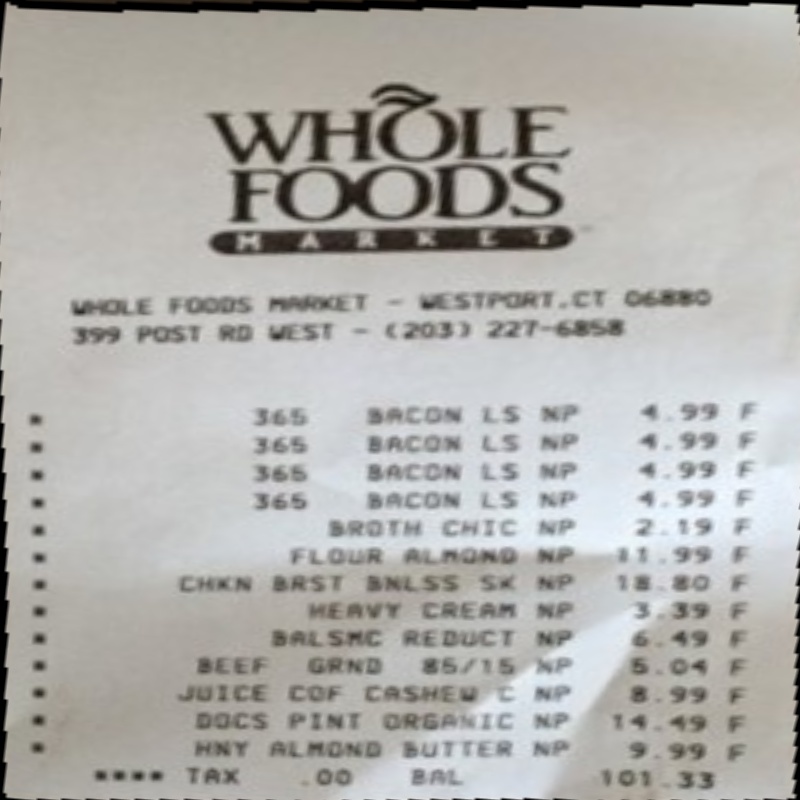 WHOLE
FOODS
MARKET
WHOLE FOODS MARKET - WESTPORT,CT 06880
399 POST RD WEST - (203) 227-6858
365 BACON LS NP 4.99 F
365 BACON LS NP 4.99 F
365 BACON LS NP 4.99 F
365 BACON LS NP 4.99 F
BROTH CHIC NP 2.19 F
FLOUR ALMOND NP 11.99 F
CHKN BRST BNLSS SK NP 18.80 F
HEAVY CREAM NP 3.39 F
BALSMC REDUCT NP 6.49 F
BEEF GRND 85/15 NP 5.04 F
JUICE COF CASHEW C NP 8.99 F
DOCS PINT ORGANIC NP 14.49 F
HNY ALMOND BUTTER NP 9.99 F
**** TAX .00 BAL 101.33